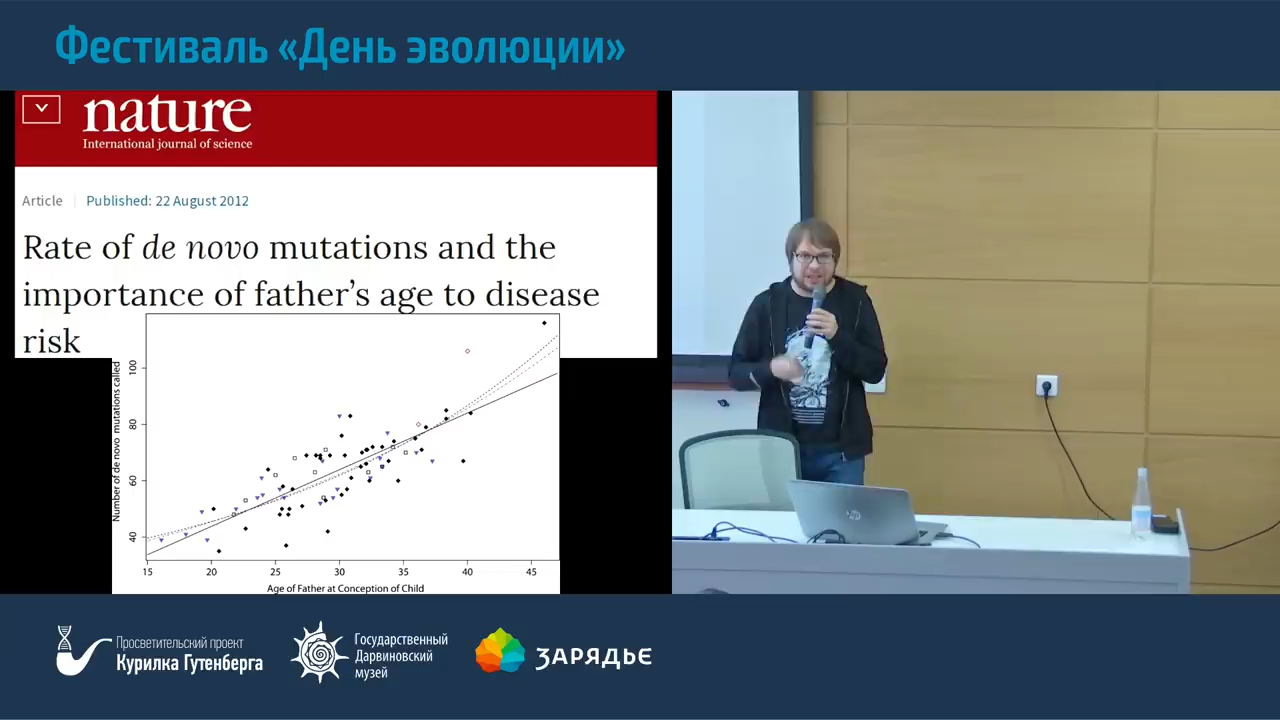 Фестиваль «День эволюции»
nature
International journal of science
Article
Published: 22 August 2012
Rate of de novo mutations and the
importance of father's age to disease
risk
Number of de novo mutations called
100
80
60
40
15 20 25 30 35 40 45
Age of Father at Conception of Child
hp
Просветительский проект
Курилка Гутенберга
Государственный
Дарвиновский
музей
ЗАРЯДЬЕ